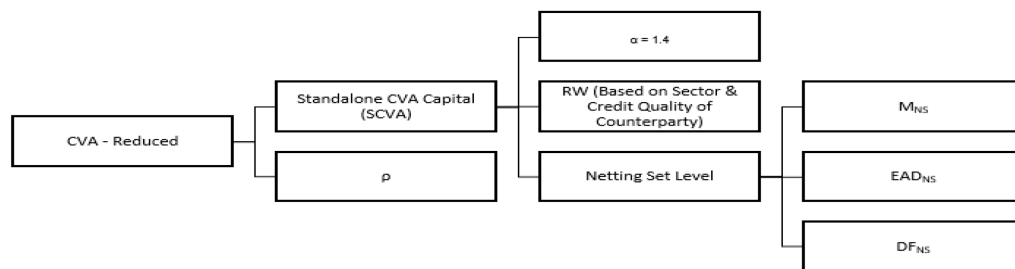 CVA - Reduced
Standalone CVA Capital
(SCVA)
ρ
α = 1.4
RW (Based on Sector &
Credit Quality of
Counterparty)
Netting Set Level
MNS
EADNS
DFNS